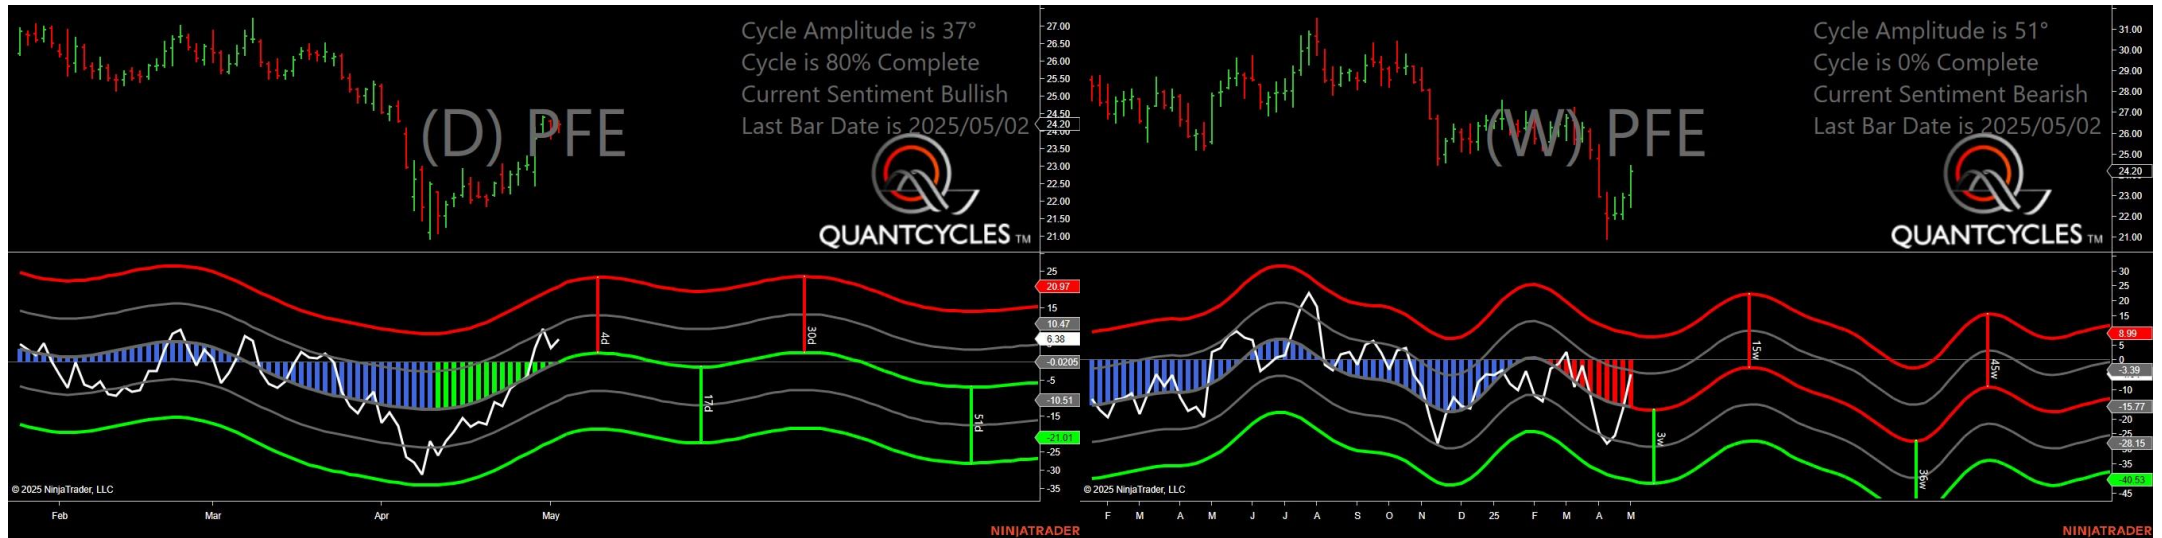 Cycle Amplitude is 37°
Cycle is 80% Complete
Current Sentiment Bullish
Last Bar Date is 2025/05/02
(D) PFE
QUANTCYCLES TM
27.00
26.50
26.00
25.50
25.00
24.50
24.20
24.00
23.50
23.00
22.50
22.00
21.50
21.00
25
20.97
15
10.47
6.38
-0.0205
-5
-10.51
-15
-21.01
-25
-30
-35
4d
17d
30d
51d
© 2025 NinjaTrader, LLC
Feb
Mar
Apr
May
NINJATRADER
Cycle Amplitude is 51°
Cycle is 0% Complete
Current Sentiment Bearish
Last Bar Date is 2025/05/02
(W) PFE
QUANTCYCLES TM
31.00
30.00
29.00
28.00
27.00
26.00
25.00
24.20
23.00
22.00
21.00
30
25
20
15
8.99
5
0
-3.39
-10
-15.77
-20
-28.15
-35
-40.53
-45
3w
15w
36w
45w
© 2025 NinjaTrader, LLC
F
M
A
M
J
J
A
S
O
N
D
25
F
M
A
M
NINJATRADER